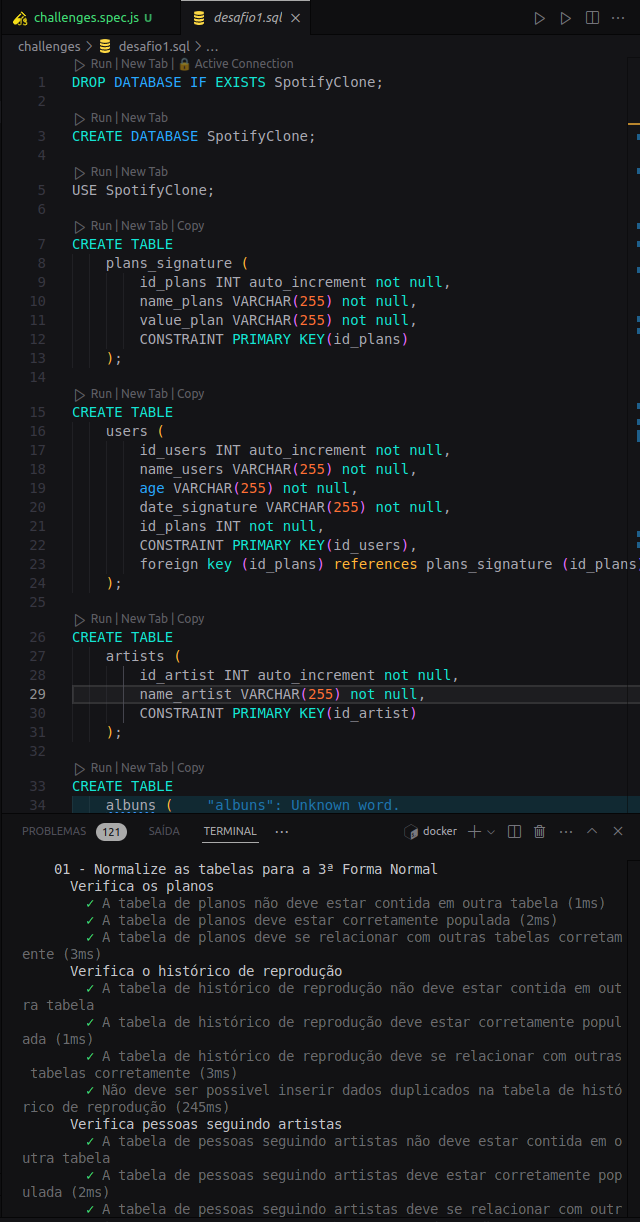 challenges.spec.js U
desafio1.sql
challenges > desafio1.sql > ...
Run | New Tab | Active Connection
1 DROP DATABASE IF EXISTS SpotifyClone;
2
Run | New Tab
3 CREATE DATABASE SpotifyClone;
4
Run | New Tab
5 USE SpotifyClone;
6
Run | New Tab | Copy
7 CREATE TABLE
8 plans_signature (
9 id_plans INT auto_increment not null,
10 name_plans VARCHAR(255) not null,
11 value_plan VARCHAR(255) not null,
12 CONSTRAINT PRIMARY KEY(id_plans)
13 );
14
Run | New Tab | Copy
15 CREATE TABLE
16 users (
17 id_users INT auto_increment not null,
18 name_users VARCHAR(255) not null,
19 age VARCHAR(255) not null,
20 date_signature VARCHAR(255) not null,
21 id_plans INT not null,
22 CONSTRAINT PRIMARY KEY(id_users),
23 foreign key (id_plans) references plans_signature (id_plans)
24 );
25
Run | New Tab | Copy
26 CREATE TABLE
27 artists (
28 id_artist INT auto_increment not null,
29 name_artist VARCHAR(255) not null,
30 CONSTRAINT PRIMARY KEY(id_artist)
31 );
32
Run | New Tab | Copy
33 CREATE TABLE
34 albuns ( "albuns": Unknown word.
PROBLEMAS 121 SAÍDA TERMINAL ... docker
01 - Normalize as tabelas para a 3ª Forma Normal
Verifica os planos
✓ A tabela de planos não deve estar contida em outra tabela (1ms)
✓ A tabela de planos deve estar corretamente populada (2ms)
✓ A tabela de planos deve se relacionar com outras tabelas corretam
ente (3ms)
Verifica o histórico de reprodução
✓ A tabela de histórico de reprodução não deve estar contida em out
ra tabela
✓ A tabela de histórico de reprodução deve estar corretamente popul
ada (1ms)
✓ A tabela de histórico de reprodução deve se relacionar com outras
tabelas corretamente (3ms)
✓ Não deve ser possivel inserir dados duplicados na tabela de histó
rico de reprodução (245ms)
Verifica pessoas seguindo artistas
✓ A tabela de pessoas seguindo artistas não deve estar contida em o
utra tabela
✓ A tabela de pessoas seguindo artistas deve estar corretamente pop
ulada (2ms)
✓ A tabela de pessoas seguindo artistas deve se relacionar com outr